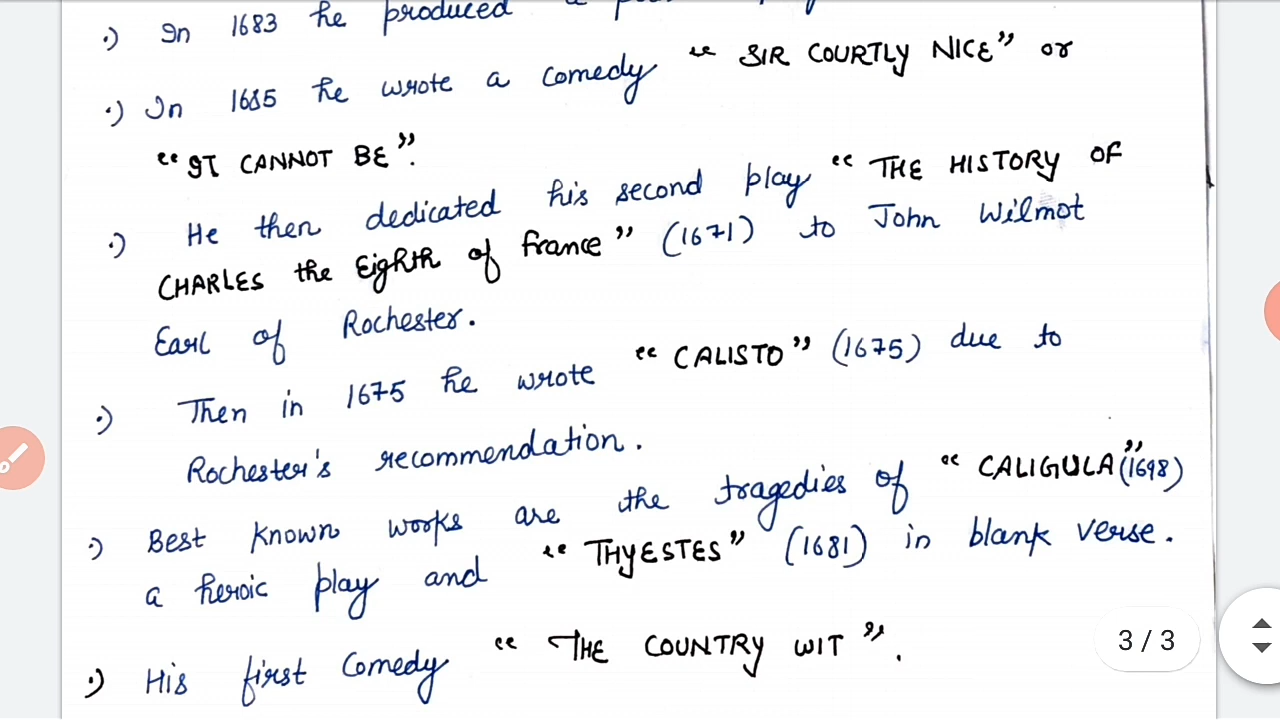 ·) In 1683 he produced a
·) In 1685 he wrote a comedy “ SIR COURTLY NICE” or
“IT CANNOT BE”.
·) He then dedicated his second play “ THE HISTORY OF
CHARLES the Eighth of france” (1671) to John Wilmot
Earl of Rochester.
·) Then in 1675 he wrote “ CALISTO” (1675) due to
Rochester's recommendation.
·) Best known works are the tragedies of “ CALIGULA”(1698)
a heroic play and “ THYESTES” (1681) in blank verse.
·) His first Comedy “ THE COUNTRY WIT ”.
3 / 3